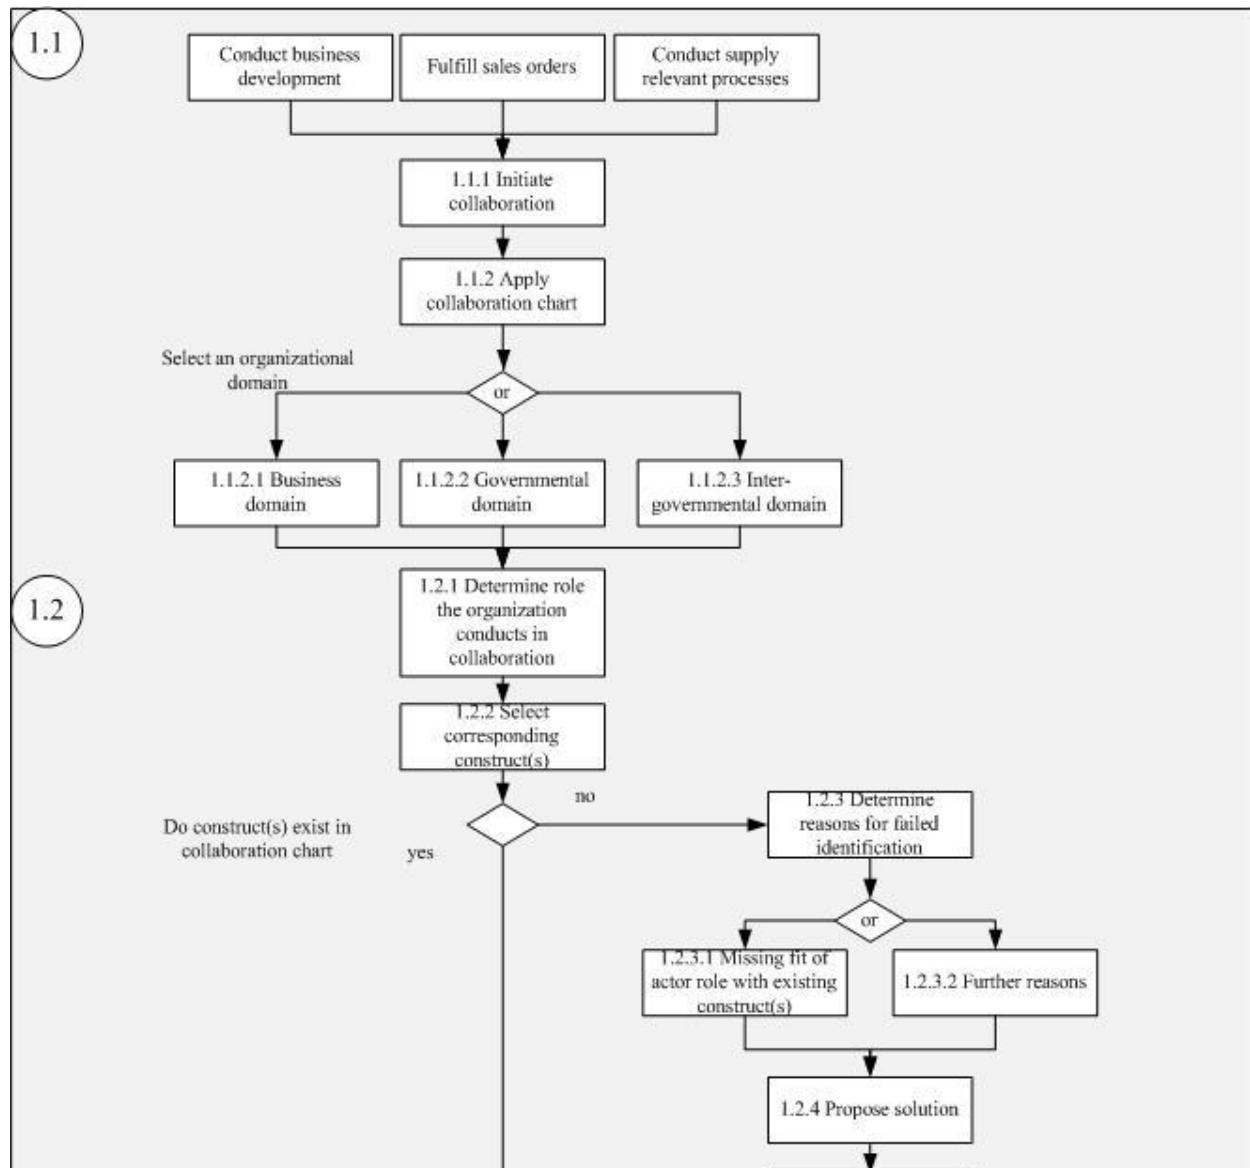 1.1
Conduct business
development
Fulfill sales orders
Conduct supply
relevant processes
1.1.1 Initiate
collaboration
1.1.2 Apply
collaboration chart
Select an organizational
domain
or
1.1.2.1 Business
domain
1.1.2.2 Governmental
domain
1.1.2.3 Inter-
governmental domain
1.2
1.2.1 Determine role
the organization
conducts in
collaboration
1.2.2 Select
corresponding
construct(s)
Do construct(s) exist in
collaboration chart
yes
no
1.2.3 Determine
reasons for failed
identification
or
1.2.3.1 Missing fit of
actor role with existing
construct(s)
1.2.3.2 Further reasons
1.2.4 Propose solution